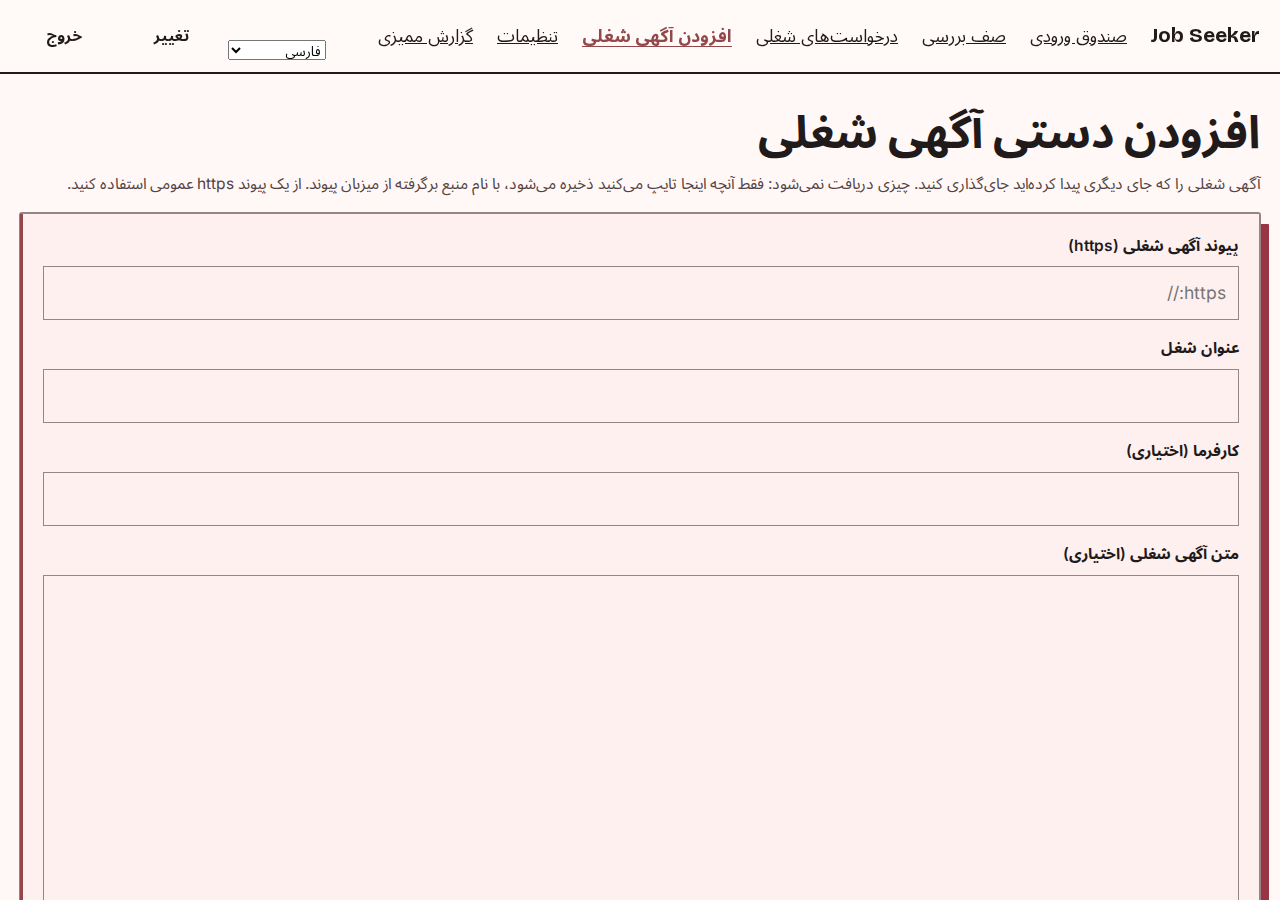 Job Seeker
صندوق ورودی
صف بررسی
درخواست‌های شغلی
افزودن آگهی شغلی
تنظیمات
گزارش ممیزی
فارسی
تغییر
خروج
افزودن دستی آگهی شغلی
آگهی شغلی را که جای دیگری پیدا کرده‌اید جای‌گذاری کنید. چیزی دریافت نمی‌شود: فقط آنچه اینجا تایپ می‌کنید ذخیره می‌شود، با نام منبع برگرفته از میزبان پیوند. از یک پیوند https عمومی استفاده کنید.
پیوند آگهی شغلی (https)
https://
عنوان شغل
کارفرما (اختیاری)
متن آگهی شغلی (اختیاری)